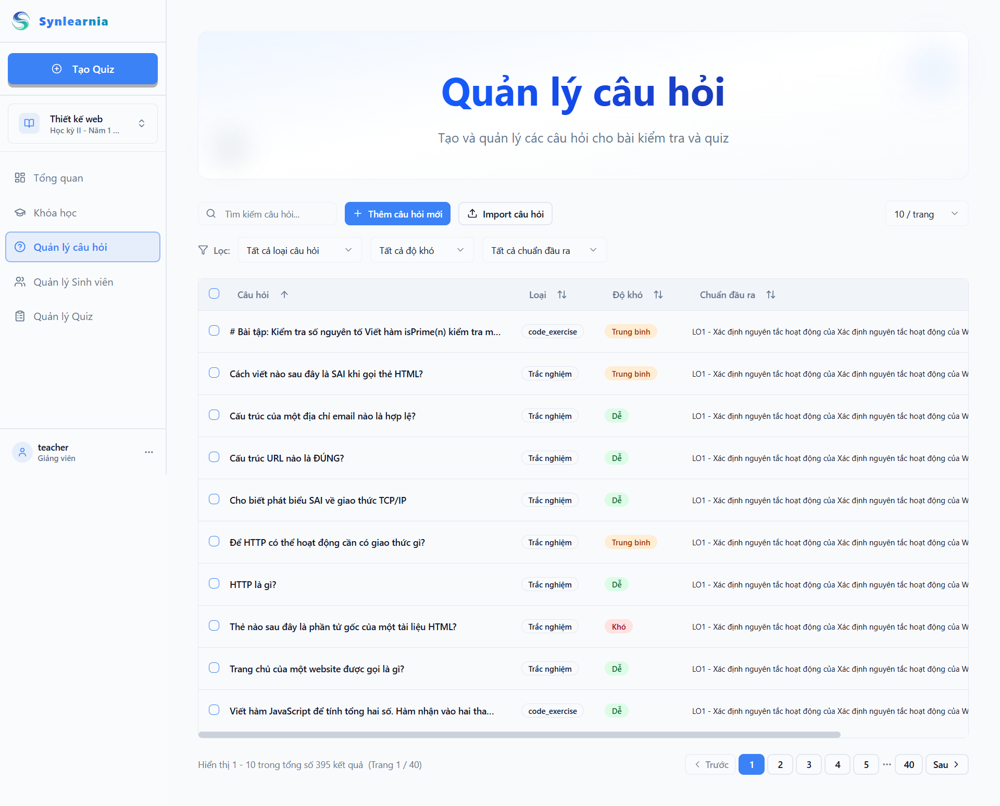 Synlearnia
Tạo Quiz
Thiết kế web
Học kỳ II - Năm 1 ...
Tổng quan
Khóa học
Quản lý câu hỏi
Quản lý Sinh viên
Quản lý Quiz
teacher
Giảng viên
Quản lý câu hỏi
Tạo và quản lý các câu hỏi cho bài kiểm tra và quiz
Tìm kiếm câu hỏi...
Thêm câu hỏi mới
Import câu hỏi
10 / trang
Lọc:
Tất cả loại câu hỏi
Tất cả độ khó
Tất cả chuẩn đầu ra
Câu hỏi Loại Độ khó Chuẩn đầu ra
# Bài tập: Kiểm tra số nguyên tố Viết hàm isPrime(n) kiểm tra m... code_exercise Trung bình LO1 - Xác định nguyên tắc hoạt động của Xác định nguyên tắc hoạt động của W
Cách viết nào sau đây là SAI khi gọi thẻ HTML? Trắc nghiệm Trung bình LO1 - Xác định nguyên tắc hoạt động của Xác định nguyên tắc hoạt động của W
Cấu trúc của một địa chỉ email nào là hợp lệ? Trắc nghiệm Dễ LO1 - Xác định nguyên tắc hoạt động của Xác định nguyên tắc hoạt động của W
Cấu trúc URL nào là ĐÚNG? Trắc nghiệm Dễ LO1 - Xác định nguyên tắc hoạt động của Xác định nguyên tắc hoạt động của W
Cho biết phát biểu SAI về giao thức TCP/IP Trắc nghiệm Dễ LO1 - Xác định nguyên tắc hoạt động của Xác định nguyên tắc hoạt động của W
Để HTTP có thể hoạt động cần có giao thức gì? Trắc nghiệm Trung bình LO1 - Xác định nguyên tắc hoạt động của Xác định nguyên tắc hoạt động của W
HTTP là gì? Trắc nghiệm Dễ LO1 - Xác định nguyên tắc hoạt động của Xác định nguyên tắc hoạt động của W
Thẻ nào sau đây là phần tử gốc của một tài liệu HTML? Trắc nghiệm Khó LO1 - Xác định nguyên tắc hoạt động của Xác định nguyên tắc hoạt động của W
Trang chủ của một website được gọi là gì? Trắc nghiệm Dễ LO1 - Xác định nguyên tắc hoạt động của Xác định nguyên tắc hoạt động của W
Viết hàm JavaScript để tính tổng hai số. Hàm nhận vào hai tha... code_exercise Dễ LO1 - Xác định nguyên tắc hoạt động của Xác định nguyên tắc hoạt động của W
Hiển thị 1 - 10 trong tổng số 395 kết quả (Trang 1 / 40)
Trước 1 2 3 4 5 ... 40 Sau